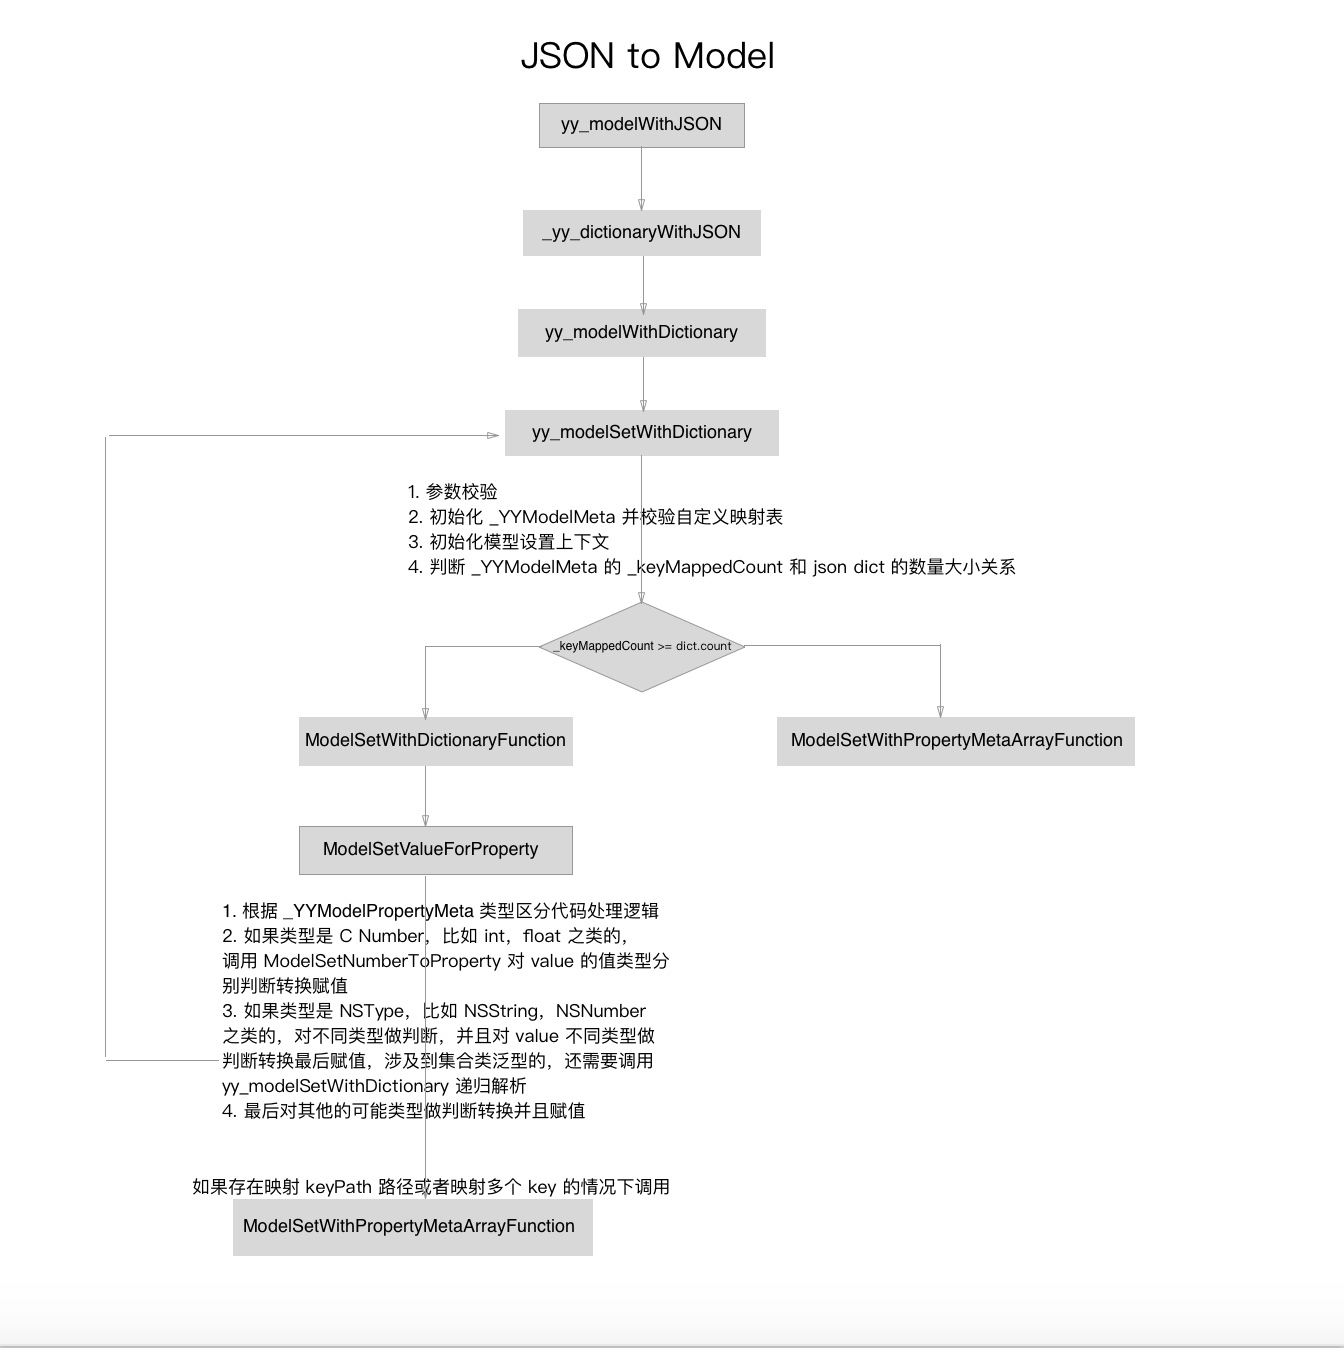 JSON to Model
yy_modelWithJSON
_yy_dictionaryWithJSON
yy_modelWithDictionary
yy_modelSetWithDictionary
1. 参数校验
2. 初始化 _YYModelMeta 并校验自定义映射表
3. 初始化模型设置上下文
4. 判断 _YYModelMeta 的 _keyMappedCount 和 json dict 的数量大小关系
_keyMappedCount >= dict.count
ModelSetWithDictionaryFunction
ModelSetWithPropertyMetaArrayFunction
ModelSetValueForProperty
1. 根据 _YYModelPropertyMeta 类型区分代码处理逻辑
2. 如果类型是 C Number，比如 int，float 之类的，
调用 ModelSetNumberToProperty 对 value 的值类型分
别判断转换赋值
3. 如果类型是 NSType，比如 NSString，NSNumber
之类的，对不同类型做判断，并且对 value 不同类型做
判断转换最后赋值，涉及到集合类泛型的，还需要调用
yy_modelSetWithDictionary 递归解析
4. 最后对其他的可能类型做判断转换并且赋值
如果存在映射 keyPath 路径或者映射多个 key 的情况下调用
ModelSetWithPropertyMetaArrayFunction